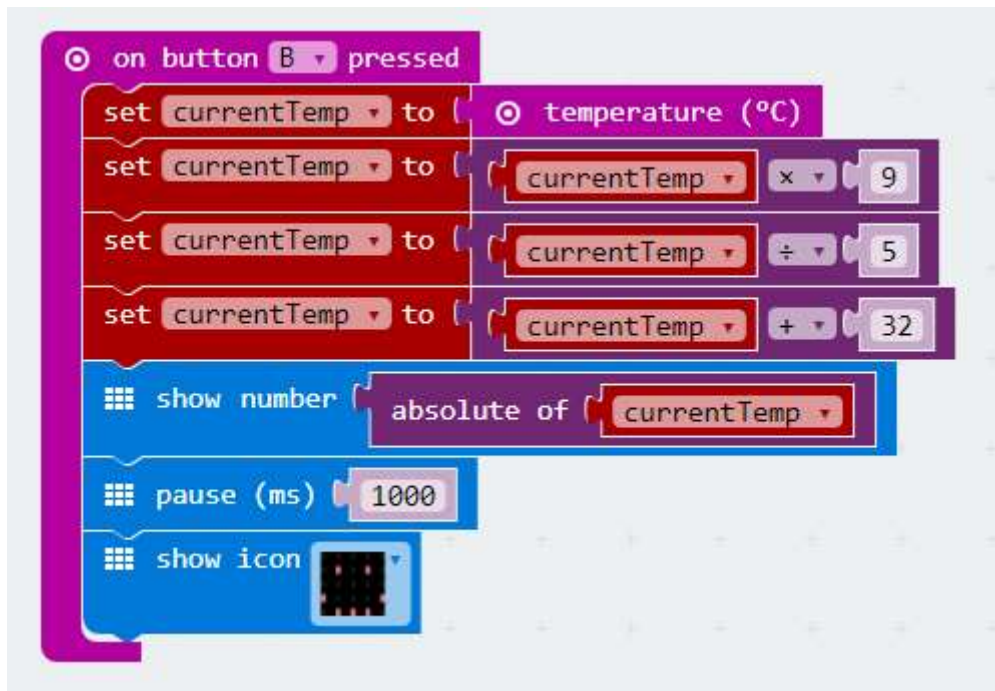 on button B pressed
set currentTemp to temperature (ºC)
set currentTemp to currentTemp × 9
set currentTemp to currentTemp ÷ 5
set currentTemp to currentTemp + 32
show number absolute of currentTemp
pause (ms) 1000
show icon